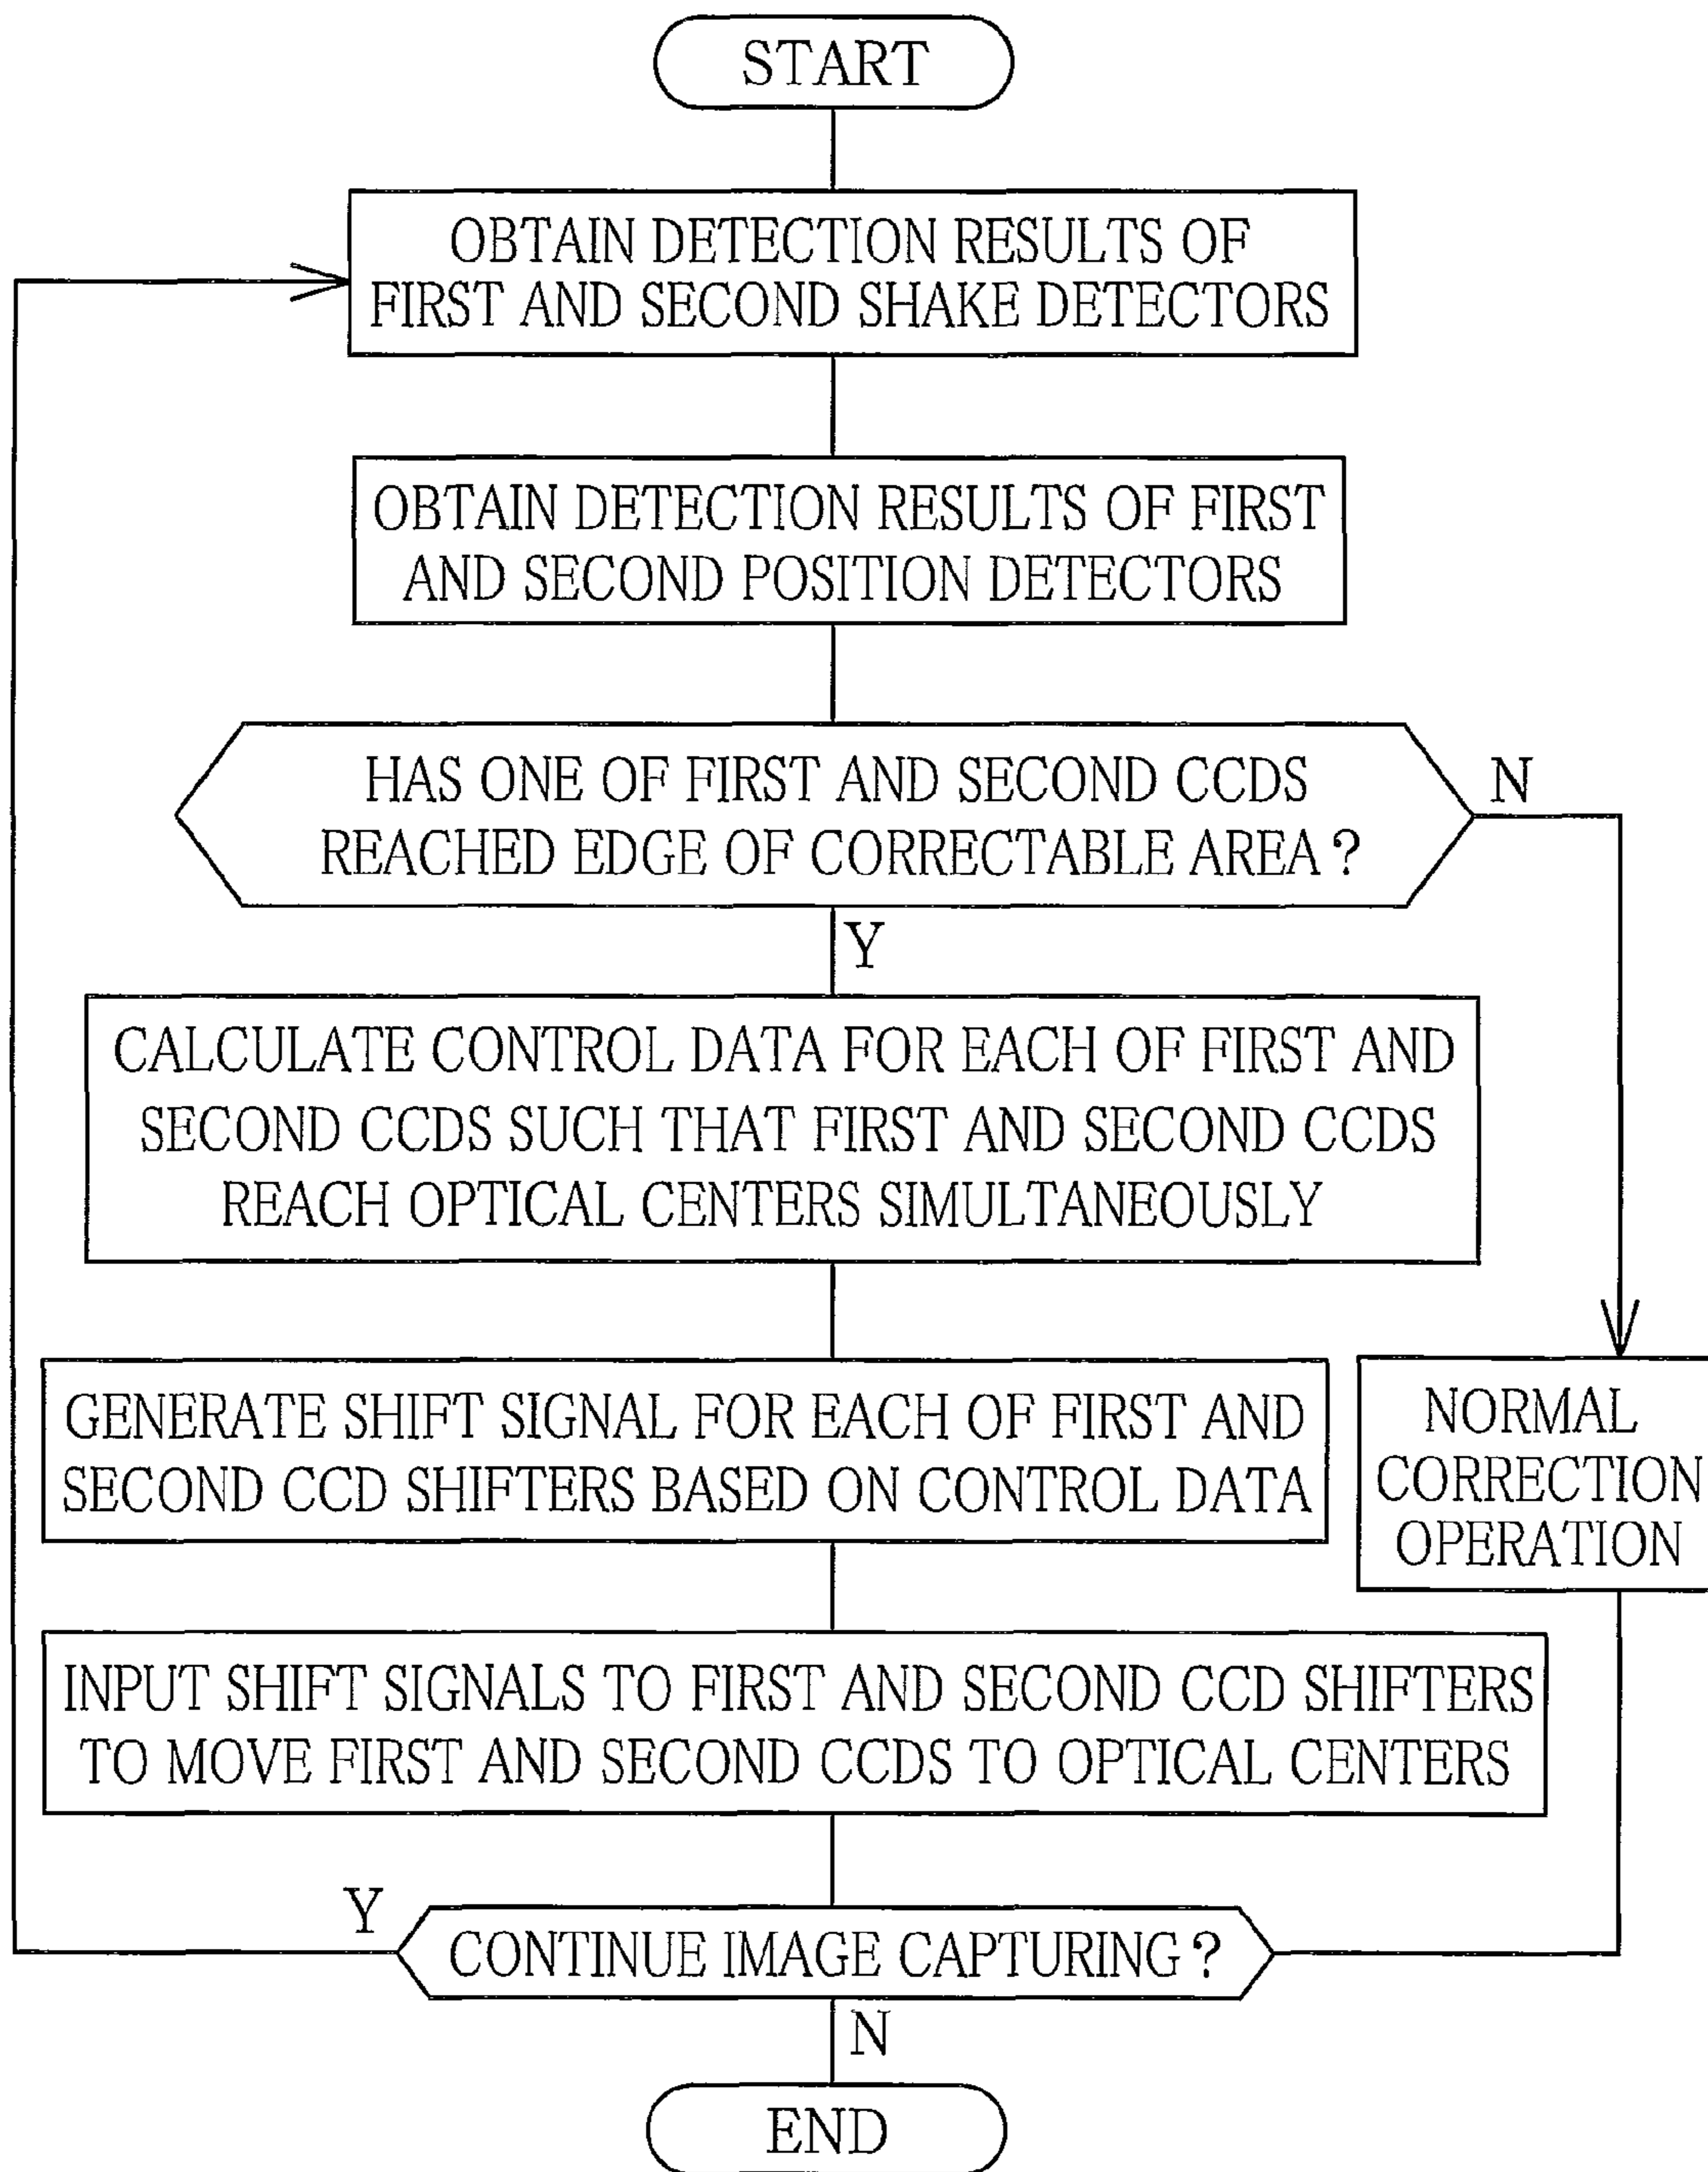 START
OBTAIN DETECTION RESULTS OF
FIRST AND SECOND SHAKE DETECTORS
OBTAIN DETECTION RESULTS OF FIRST
AND SECOND POSITION DETECTORS
HAS ONE OF FIRST AND SECOND CCDS
REACHED EDGE OF CORRECTABLE AREA ?
N
Y
CALCULATE CONTROL DATA FOR EACH OF FIRST AND
SECOND CCDS SUCH THAT FIRST AND SECOND CCDS
REACH OPTICAL CENTERS SIMULTANEOUSLY
GENERATE SHIFT SIGNAL FOR EACH OF FIRST AND
SECOND CCD SHIFTERS BASED ON CONTROL DATA
NORMAL
CORRECTION
OPERATION
INPUT SHIFT SIGNALS TO FIRST AND SECOND CCD SHIFTERS
TO MOVE FIRST AND SECOND CCDS TO OPTICAL CENTERS
Y
CONTINUE IMAGE CAPTURING ?
N
END